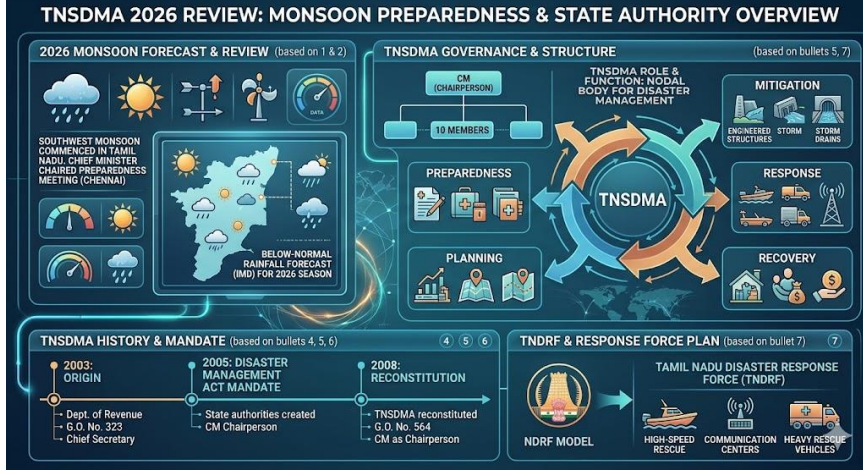 TNSDMA 2026 REVIEW: MONSOON PREPAREDNESS & STATE AUTHORITY OVERVIEW
2026 MONSOON FORECAST & REVIEW (based on 1 & 2)
DATA
SOUTHWEST MONSOON
COMMENCED IN TAMIL
NADU. CHIEF MINISTER
CHAIRED PREPAREDNESS
MEETING (CHENNAI)
BELOW-NORMAL
RAINFALL FORECAST
(IMD) FOR 2026 SEASON
TNSDMA GOVERNANCE & STRUCTURE (based on bullets 5, 7)
CM
(CHAIRPERSON)
10 MEMBERS
TNSDMA ROLE &
FUNCTION: NODAL
BODY FOR DISASTER
MANAGEMENT
MITIGATION
ENGINEERED
STRUCTURES
STORM
STORM
DRAINS
PREPAREDNESS
TNSDMA
RESPONSE
PLANNING
RECOVERY
TNSDMA HISTORY & MANDATE (based on bullets 4, 5, 6) 4 5 6
2003:
ORIGIN
Dept. of Revenue
G.O. No. 323
Chief Secretary
2005: DISASTER
MANAGEMENT
ACT MANDATE
State authorities created
CM Chairperson
2008:
RECONSTITUTION
TNSDMA reconstituted
G.O. No. 564
CM as Chairperson
TNDRF & RESPONSE FORCE PLAN (based on bullet 7) 7
NDRF MODEL
TAMIL NADU DISASTER RESPONSE
FORCE (TNDRF)
HIGH-SPEED
RESCUE
COMMUNICATION
CENTERS
HEAVY RESCUE
VEHICLES